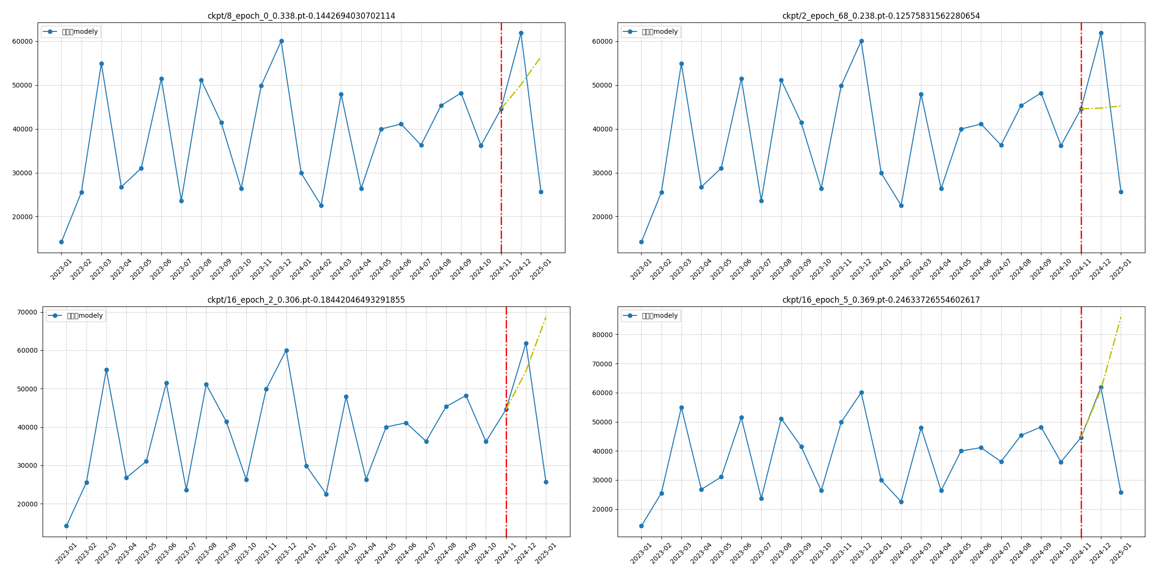 ckpt/8_epoch_0_0.338.pt-0.1442694030702114
modely
60000
50000
40000
30000
20000
2023-01 2023-02 2023-03 2023-04 2023-05 2023-06 2023-07 2023-08 2023-09 2023-10 2023-11 2023-12 2024-01 2024-02 2024-03 2024-04 2024-05 2024-06 2024-07 2024-08 2024-09 2024-10 2024-11 2024-12 2025-01
ckpt/2_epoch_68_0.238.pt-0.12575831562280654
modely
60000
50000
40000
30000
20000
2023-01 2023-02 2023-03 2023-04 2023-05 2023-06 2023-07 2023-08 2023-09 2023-10 2023-11 2023-12 2024-01 2024-02 2024-03 2024-04 2024-05 2024-06 2024-07 2024-08 2024-09 2024-10 2024-11 2024-12 2025-01
ckpt/16_epoch_2_0.306.pt-0.18442046493291855
modely
70000
60000
50000
40000
30000
20000
2023-01 2023-02 2023-03 2023-04 2023-05 2023-06 2023-07 2023-08 2023-09 2023-10 2023-11 2023-12 2024-01 2024-02 2024-03 2024-04 2024-05 2024-06 2024-07 2024-08 2024-09 2024-10 2024-11 2024-12 2025-01
ckpt/16_epoch_5_0.369.pt-0.24633726554602617
modely
80000
70000
60000
50000
40000
30000
20000
2023-01 2023-02 2023-03 2023-04 2023-05 2023-06 2023-07 2023-08 2023-09 2023-10 2023-11 2023-12 2024-01 2024-02 2024-03 2024-04 2024-05 2024-06 2024-07 2024-08 2024-09 2024-10 2024-11 2024-12 2025-01